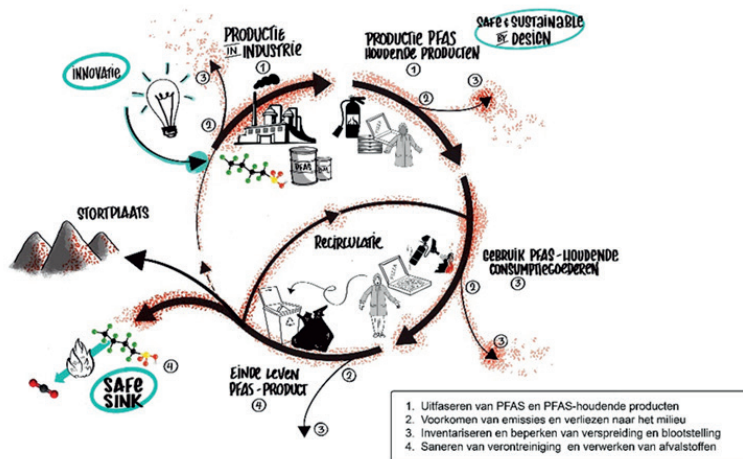 PRODUCTIE
IN INDUSTRIE
1
PRODUCTIE PFAS
HOUDENDE PRODUCTEN
1
SAFE & SUSTAINABLE
BY DESIGN
INNOVATIE
3
2
2
3
PFAS
STORTPLAATS
RECIRCULATIE
GEBRUIK PFAS-HOUDENDE
CONSUMPTIEGOEDEREN
3
2
3
4
SAFE
SINK
EINDE LEVEN
PFAS-PRODUCT
4
2
3
1. Uitfaseren van PFAS en PFAS-houdende producten
2. Voorkomen van emissies en verliezen naar het milieu
3. Inventariseren en beperken van verspreiding en blootstelling
4. Saneren van verontreiniging en verwerken van afvalstoffen